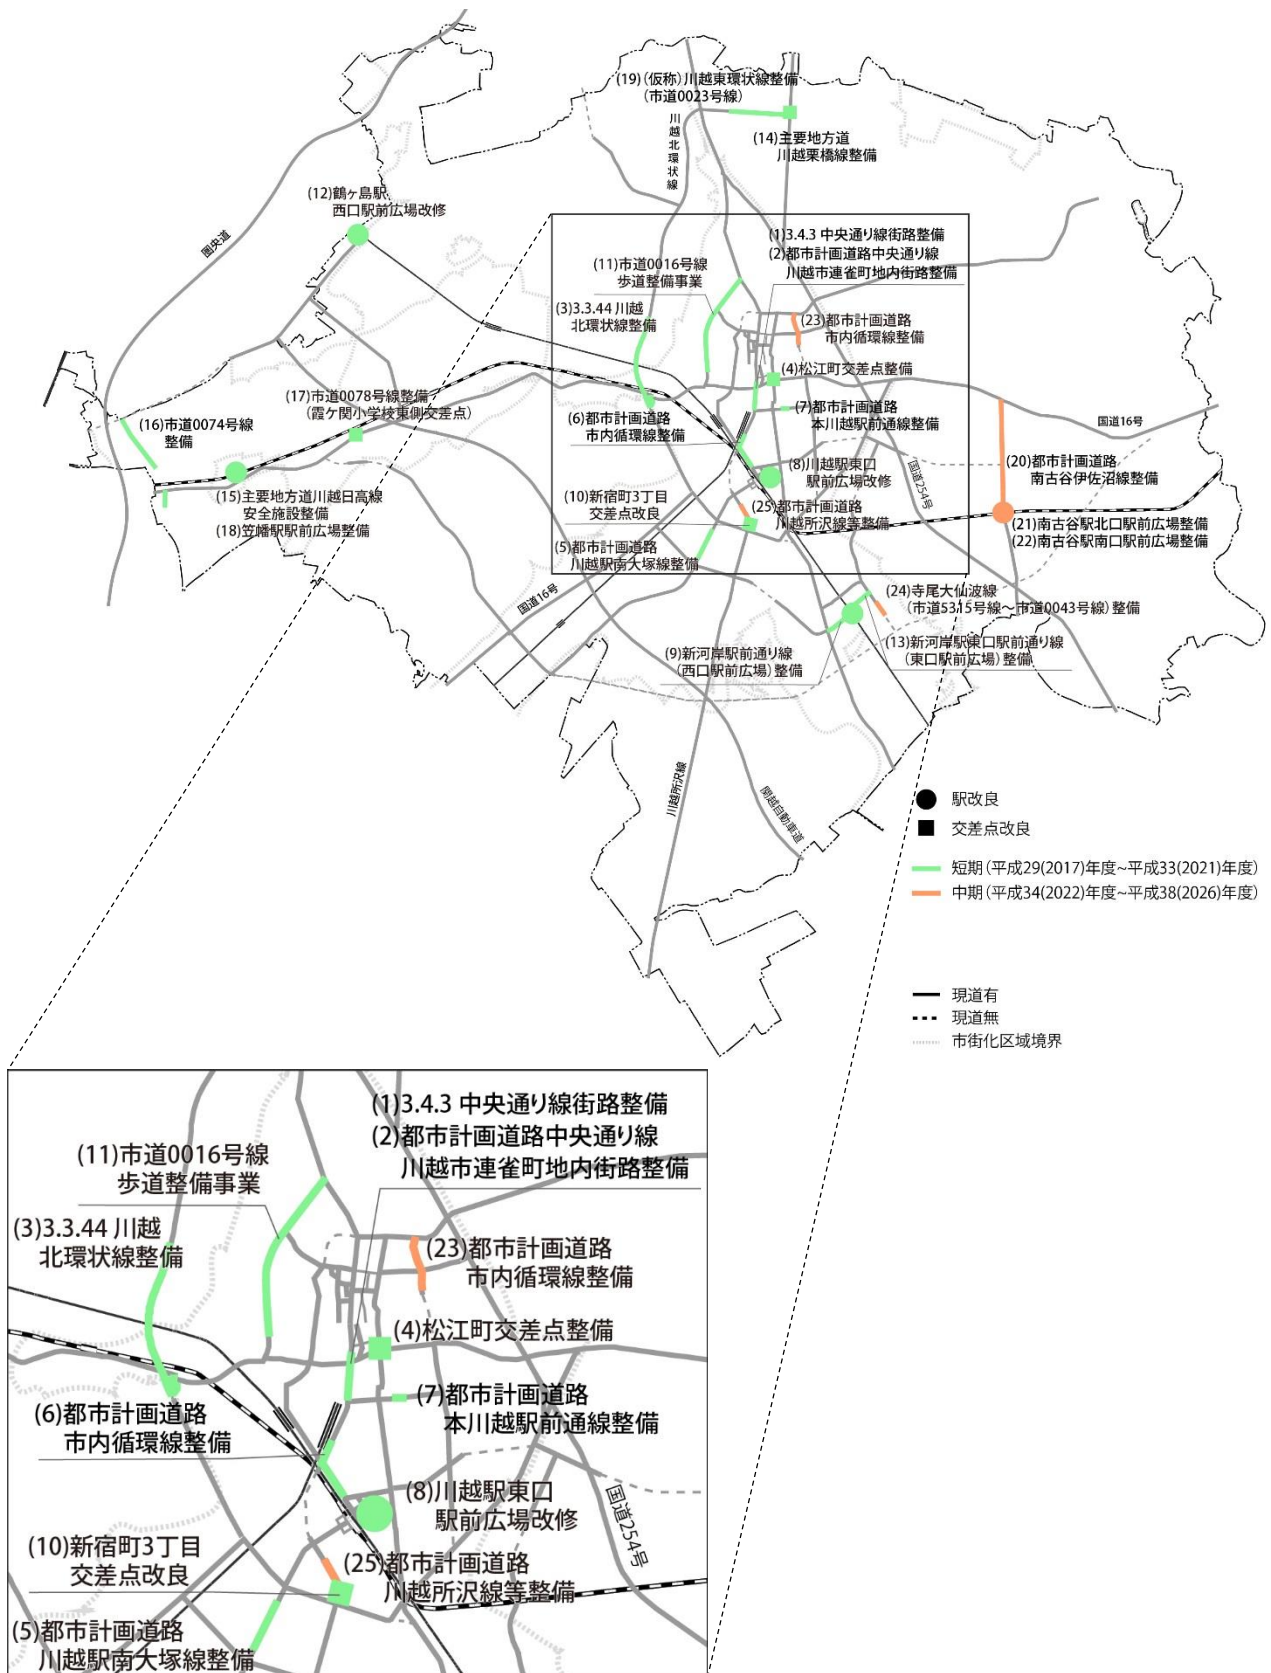 (19)(仮称)川越東環状線整備
(市道0023号線)
川越北環状線
(14)主要地方道
川越栗橋線整備
(12)鶴ヶ島駅
西口駅前広場改修
圏央道
(1)3.4.3 中央通り線街路整備
(2)都市計画道路中央通り線
川越市連雀町地内街路整備
(11)市道0016号線
歩道整備事業
(3)3.3.44 川越
北環状線整備
(23)都市計画道路
市内循環線整備
(4)松江町交差点整備
(17)市道0078号線整備
(霞ケ関小学校東側交差点)
(16)市道0074号線
整備
(6)都市計画道路
市内循環線整備
(7)都市計画道路
本川越駅前通線整備
国道16号
(8)川越駅東口
駅前広場改修
国道254号
(20)都市計画道路
南古谷伊佐沼線整備
(15)主要地方道川越日高線
安全施設整備
(18)笠幡駅駅前広場整備
(10)新宿町3丁目
交差点改良
(25)都市計画道路
川越所沢線等整備
(21)南古谷駅北口駅前広場整備
(22)南古谷駅南口駅前広場整備
(5)都市計画道路
川越駅南大塚線整備
国道16号
(24)寺尾大仙波線
(市道5315号線~市道0043号線)整備
(13)新河岸駅東口駅前通り線
(東口駅前広場)整備
(9)新河岸駅前通り線
(西口駅前広場)整備
川越所沢線
関越自動車道
駅改良
交差点改良
短期(平成29(2017)年度~平成33(2021)年度)
中期(平成34(2022)年度~平成38(2026)年度)
現道有
現道無
市街化区域境界
(1)3.4.3 中央通り線街路整備
(2)都市計画道路中央通り線
川越市連雀町地内街路整備
(11)市道0016号線
歩道整備事業
(3)3.3.44 川越
北環状線整備
(23)都市計画道路
市内循環線整備
(4)松江町交差点整備
(6)都市計画道路
市内循環線整備
(7)都市計画道路
本川越駅前通線整備
(8)川越駅東口
駅前広場改修
国道254号
(10)新宿町3丁目
交差点改良
(25)都市計画道路
川越所沢線等整備
(5)都市計画道路
川越駅南大塚線整備